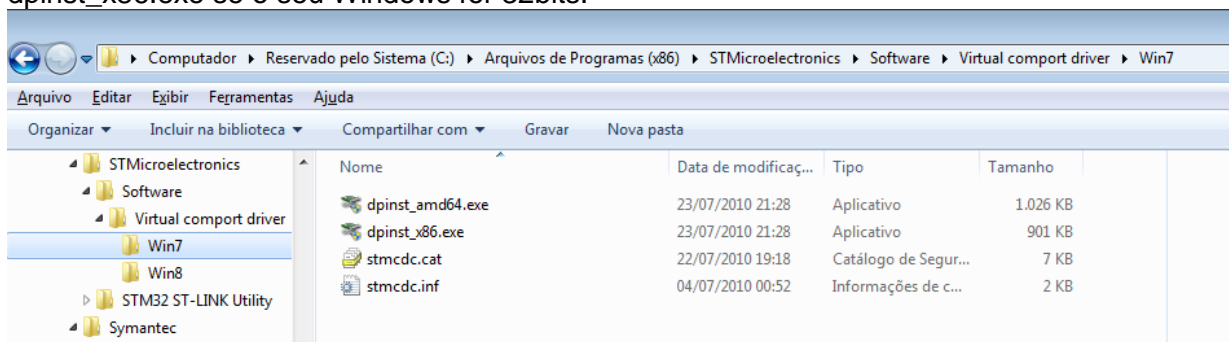 dpinst_x86.exe se o seu Windows for 32bits.
Computador Reservado pelo Sistema (C:) Arquivos de Programas (x86) STMicroelectronics Software Virtual comport driver Win7
Arquivo Editar Exibir Ferramentas Ajuda
Organizar Incluir na biblioteca Compartilhar com Gravar Nova pasta
STMicroelectronics Nome Data de modificaç... Tipo Tamanho
Software
dpinst_amd64.exe 23/07/2010 21:28 Aplicativo 1.026 KB
Virtual comport driver
dpinst_x86.exe 23/07/2010 21:28 Aplicativo 901 KB
Win7
stmcdc.cat 22/07/2010 19:18 Catálogo de Segur... 7 KB
Win8
stmcdc.inf 04/07/2010 00:52 Informações de c... 2 KB
STM32 ST-LINK Utility
Symantec